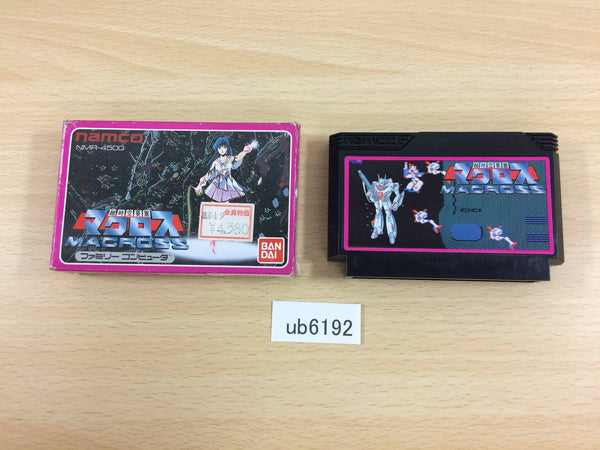 namco
NMR-4500
超時空要塞
マクロス
MACROSS
ファミリー コンピュータ
会員特価
¥4,380
BAN
DAI
namco
超時空要塞
マクロス
MACROSS
ub6192